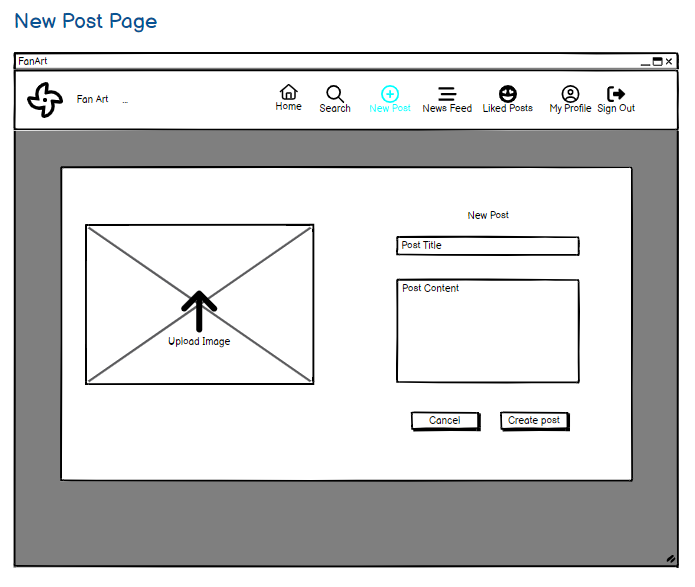 New Post Page
FanArt
Fan Art ...
Home
Search
New Post
News Feed
Liked Posts
My Profile
Sign Out
New Post
Post Title
Post Content
Upload Image
Cancel
Create post